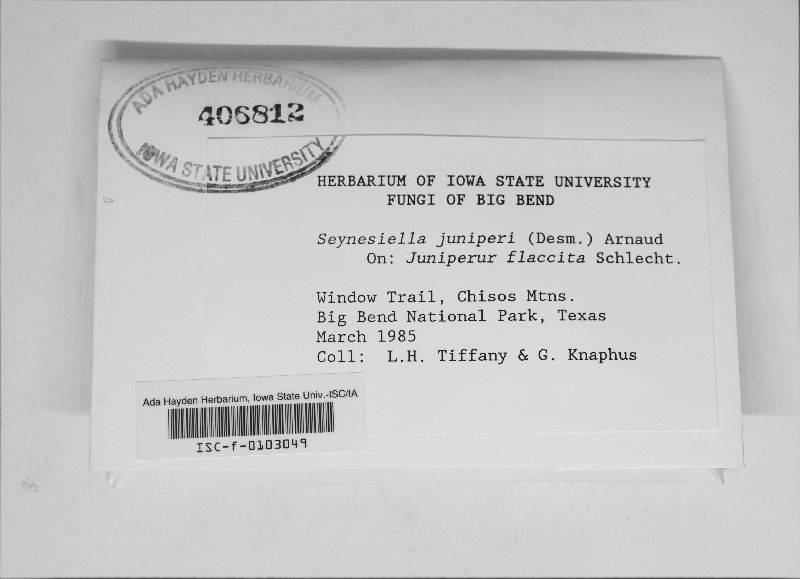 ADA HAYDEN HERBARIUM
406812
IOWA STATE UNIVERSITY
HERBARIUM OF IOWA STATE UNIVERSITY
FUNGI OF BIG BEND
Seynesiella juniperi (Desm.) Arnaud
On: Juniperur flaccita Schlecht.
Window Trail, Chisos Mtns.
Big Bend National Park, Texas
March 1985
Coll: L.H. Tiffany & G. Knaphus
Ada Hayden Herbarium, Iowa State Univ.-ISC/IA
ISC-f-0103049